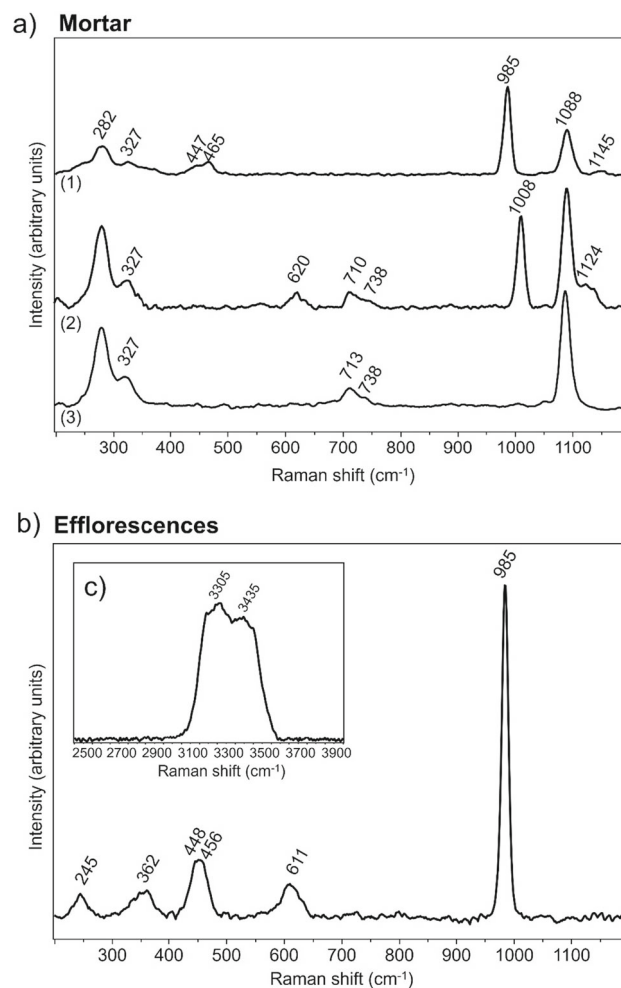 a) Mortar
Intensity (arbitrary units)
282
327
447
465
985
1088
1145
(1)
327
620
710
738
1008
1124
(2)
327
713
738
(3)
300 400 500 600 700 800 900 1000 1100
Raman shift (cm-1)
b) Efflorescences
Intensity (arbitrary units)
c)
3305
3435
2500 2700 2900 3100 3300 3500 3700 3900
Raman shift (cm-1)
985
245
362
448
456
611
300 400 500 600 700 800 900 1000 1100
Raman shift (cm-1)